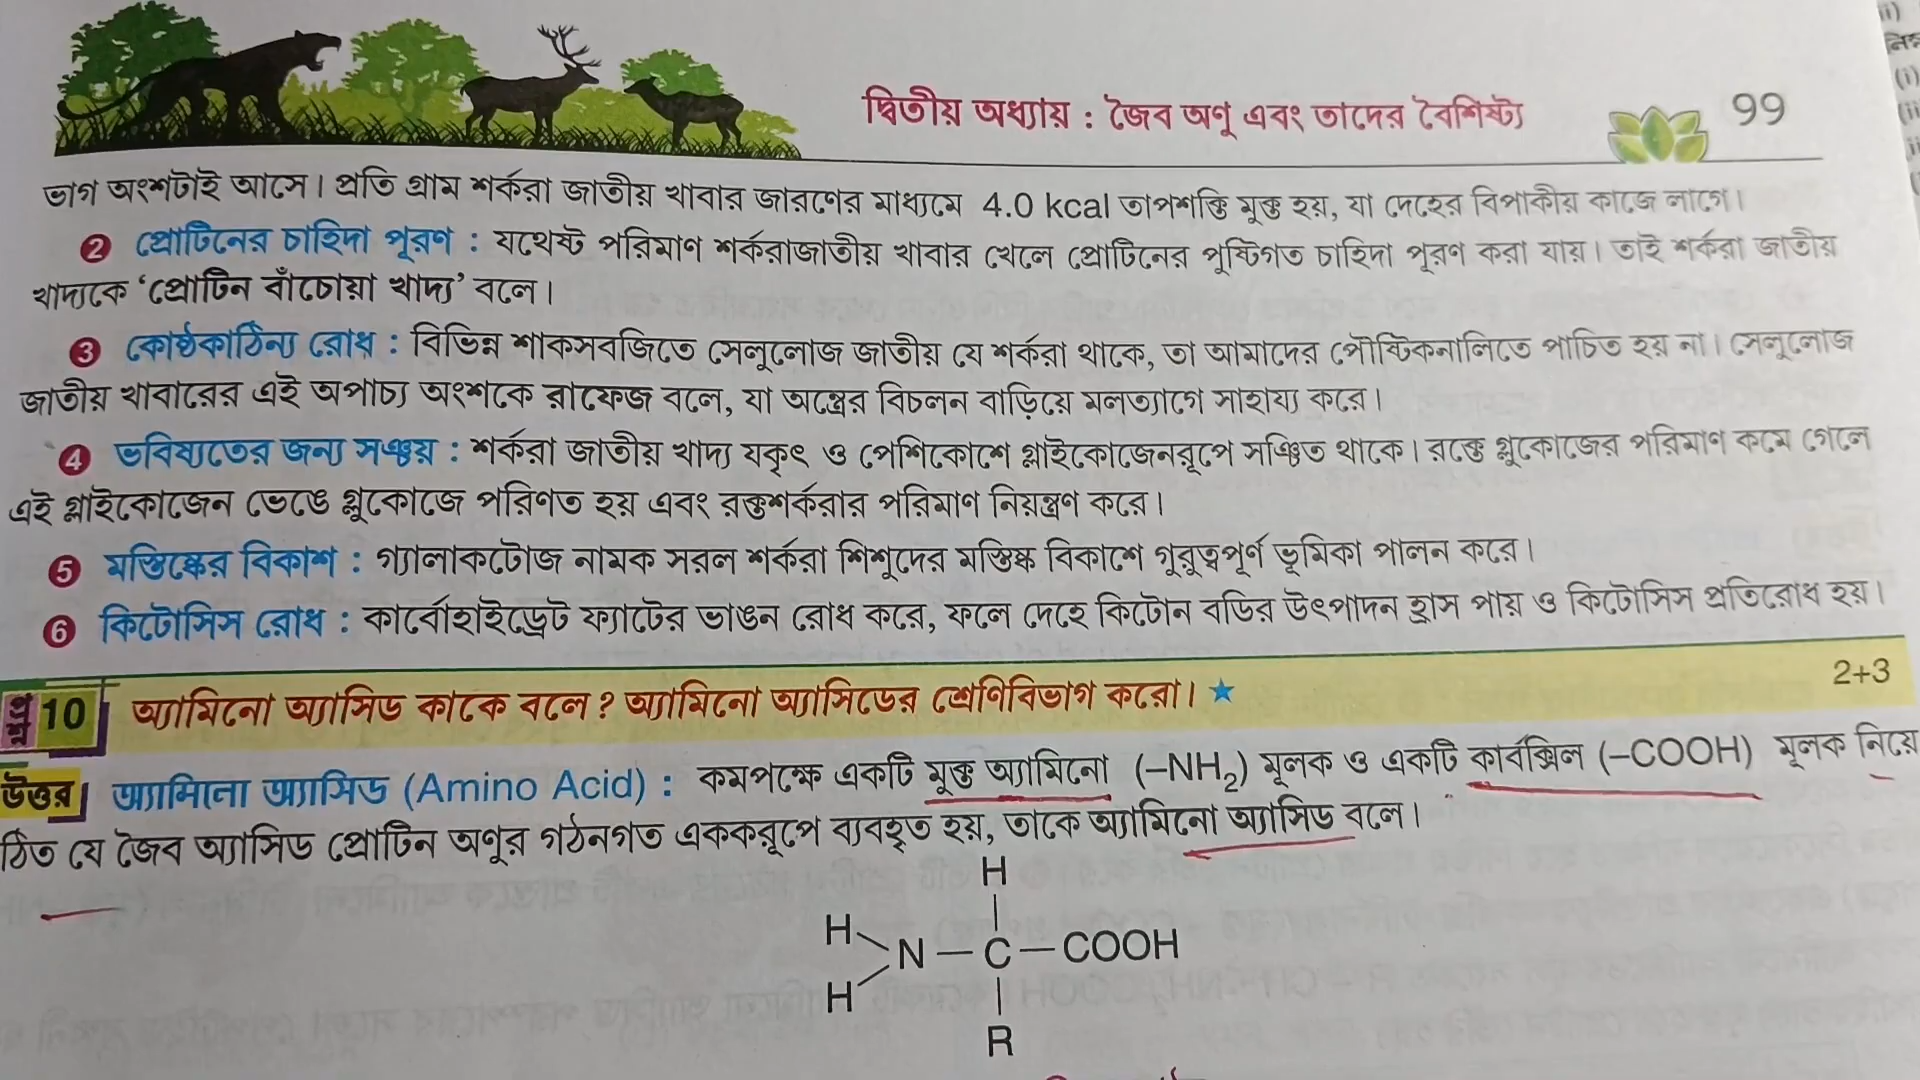 দ্বিতীয় অধ্যায় : জৈব অণু এবং তাদের বৈশিষ্ট্য 99
ভাগ অংশটাই আসে। প্রতি গ্রাম শর্করা জাতীয় খাবার জারণের মাধ্যমে 4.0 kcal তাপশক্তি মুক্ত হয়, যা দেহের বিপাকীয় কাজে লাগে।
2 প্রোটিনের চাহিদা পূরণ : যথেষ্ট পরিমাণ শর্করাজাতীয় খাবার খেলে প্রোটিনের পুষ্টিগত চাহিদা পূরণ করা যায়। তাই শর্করা জাতীয়
খাদ্যকে ‘প্রোটিন বাঁচোয়া খাদ্য’ বলে।
3 কোষ্ঠকাঠিন্য রোধ : বিভিন্ন শাকসবজিতে সেলুলোজ জাতীয় যে শর্করা থাকে, তা আমাদের পৌষ্টিকনালিতে পাচিত হয় না। সেলুলোজ
জাতীয় খাবারের এই অপাচ্য অংশকে রাফেজ বলে, যা অন্ত্রের বিচলন বাড়িয়ে মলত্যাগে সাহায্য করে।
4 ভবিষ্যতের জন্য সঞ্চয় : শর্করা জাতীয় খাদ্য যকৃৎ ও পেশিকোশে গ্লাইকোজেনরূপে সঞ্চিত থাকে। রক্তে গ্লুকোজের পরিমাণ কমে গেলে
এই গ্লাইকোজেন ভেঙে গ্লুকোজে পরিণত হয় এবং রক্তশর্করার পরিমাণ নিয়ন্ত্রণ করে।
5 মস্তিষ্কের বিকাশ : গ্যালাকটোজ নামক সরল শর্করা শিশুদের মস্তিষ্ক বিকাশে গুরুত্বপূর্ণ ভূমিকা পালন করে।
6 কিটোসিস রোধ : কার্বোহাইড্রেট ফ্যাটের ভাঙন রোধ করে, ফলে দেহে কিটোন বডির উৎপাদন হ্রাস পায় ও কিটোসিস প্রতিরোধ হয়।
প্রশ্ন 10 অ্যামিনো অ্যাসিড কাকে বলে? অ্যামিনো অ্যাসিডের শ্রেণিবিভাগ করো। ★ 2+3
উত্তর অ্যামিনো অ্যাসিড (Amino Acid) : কমপক্ষে একটি মুক্ত অ্যামিনো (–NH₂) মূলক ও একটি কার্বক্সিল (–COOH) মূলক নিয়ে
ঠিত যে জৈব অ্যাসিড প্রোটিন অণুর গঠনগত এককরূপে ব্যবহৃত হয়, তাকে অ্যামিনো অ্যাসিড বলে।
H
H
N — C — COOH
H
R